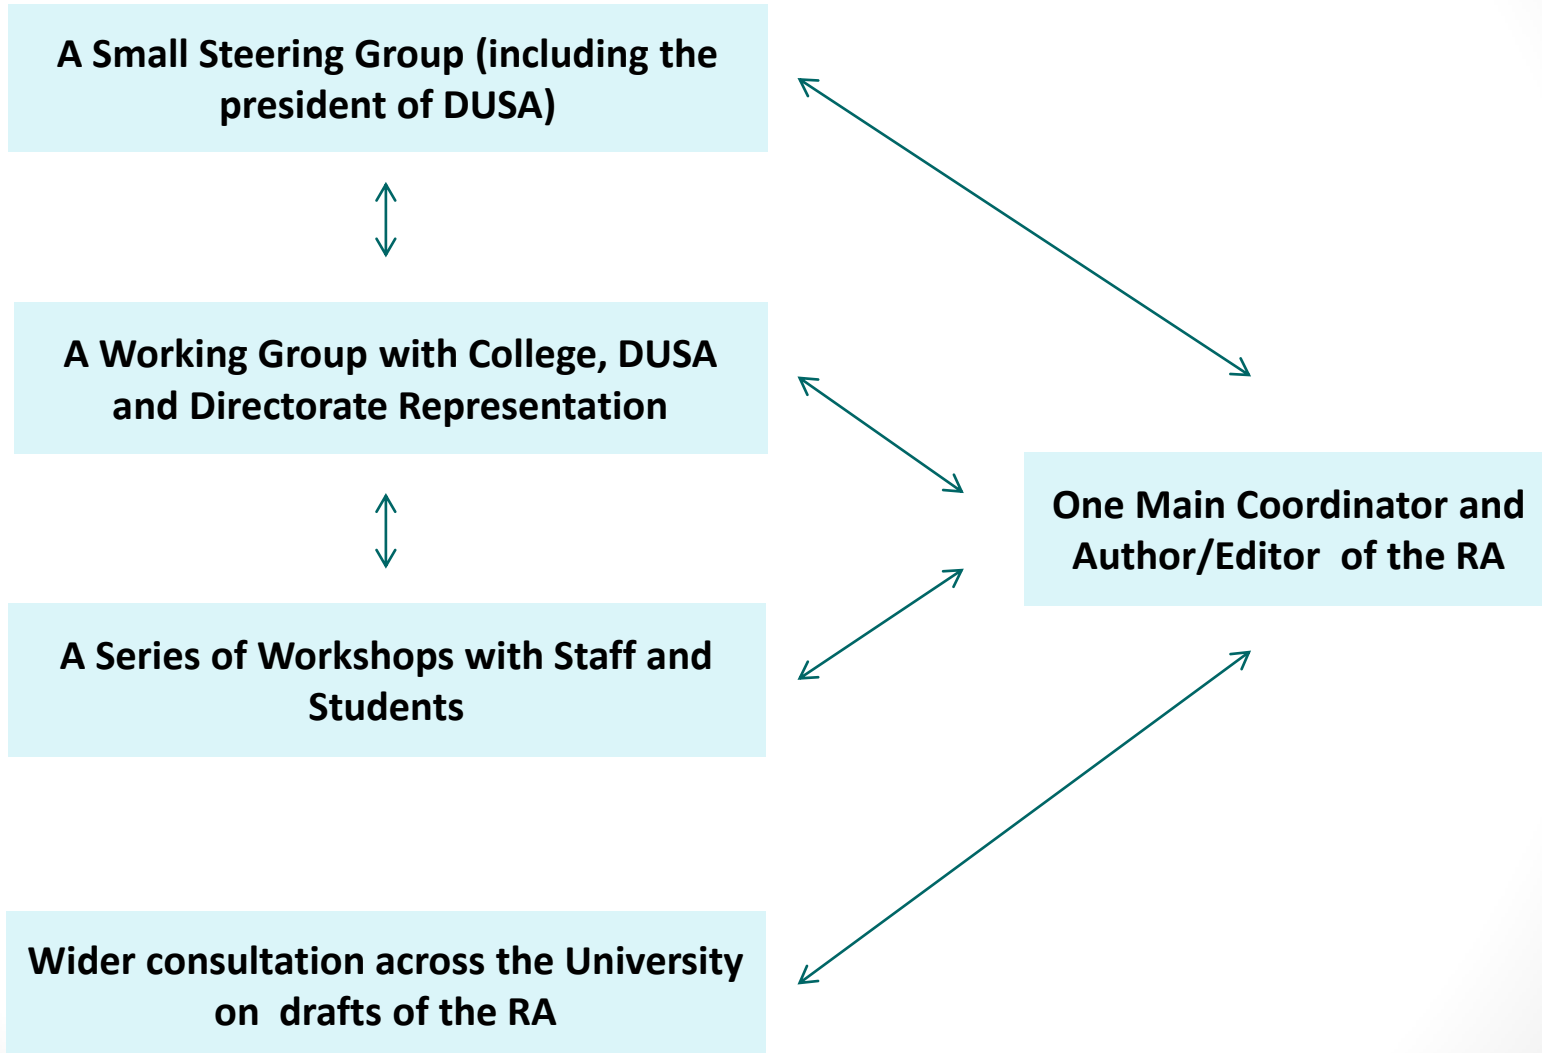 A Small Steering Group (including the
president of DUSA)
A Working Group with College, DUSA
and Directorate Representation
One Main Coordinator and
Author/Editor  of the RA
A Series of Workshops with Staff and
Students
Wider consultation across the University
on  drafts of the RA